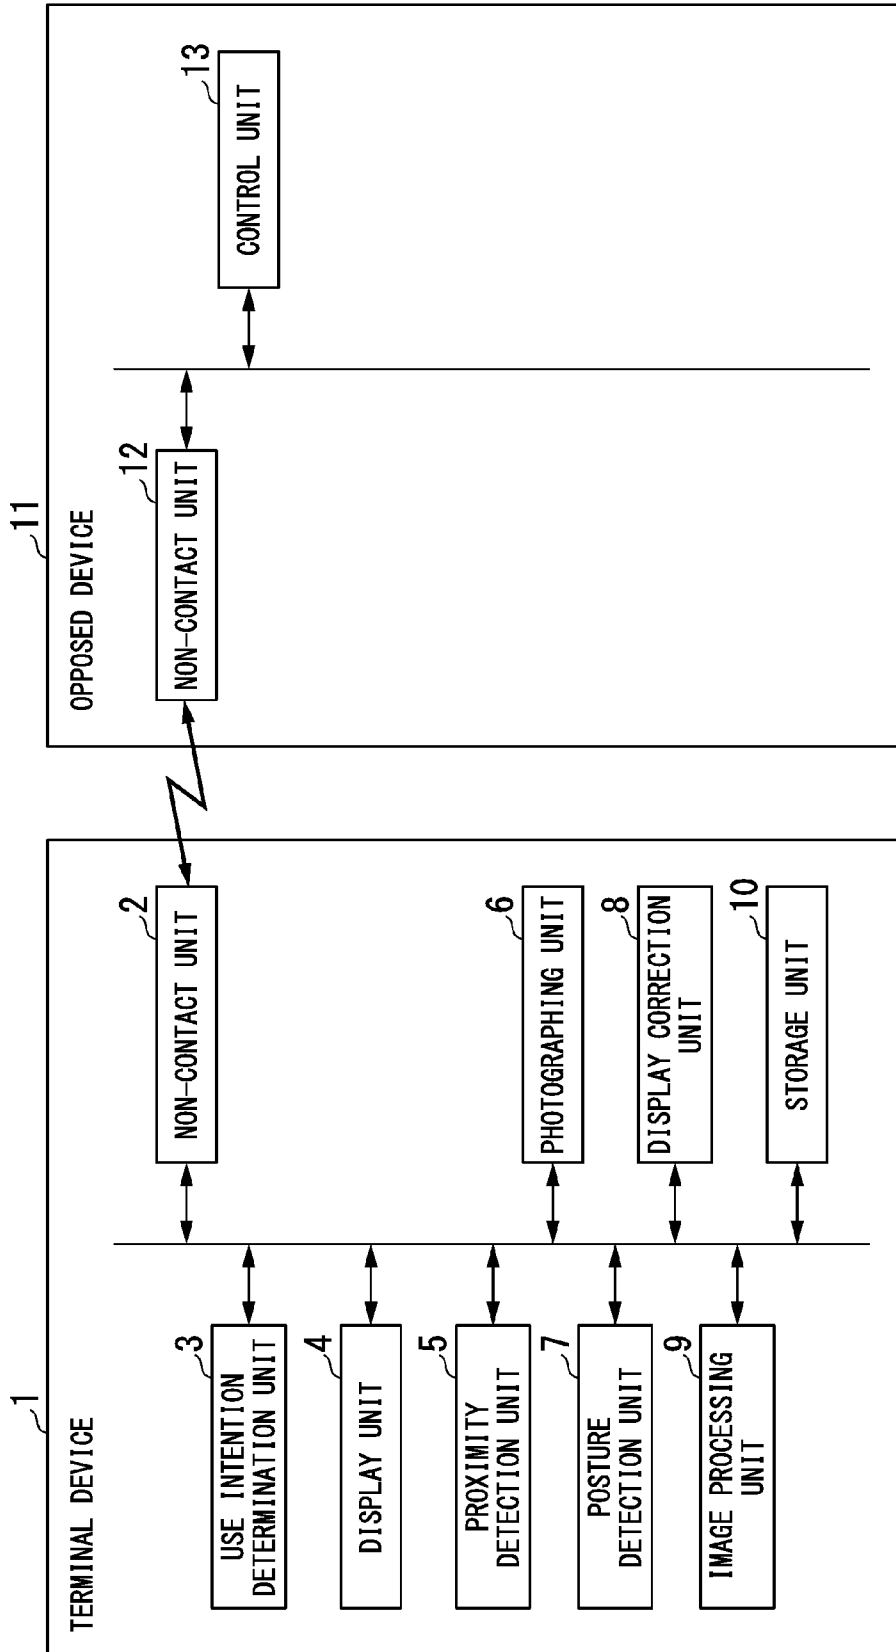 1
TERMINAL DEVICE
2
NON-CONTACT UNIT
3
USE INTENTION
DETERMINATION UNIT
4
DISPLAY UNIT
5
PROXIMITY
DETECTION UNIT
6
PHOTOGRAPHING UNIT
7
POSTURE
DETECTION UNIT
8
DISPLAY CORRECTION
UNIT
9
IMAGE PROCESSING
UNIT
10
STORAGE UNIT
11
OPPOSED DEVICE
12
NON-CONTACT UNIT
13
CONTROL UNIT